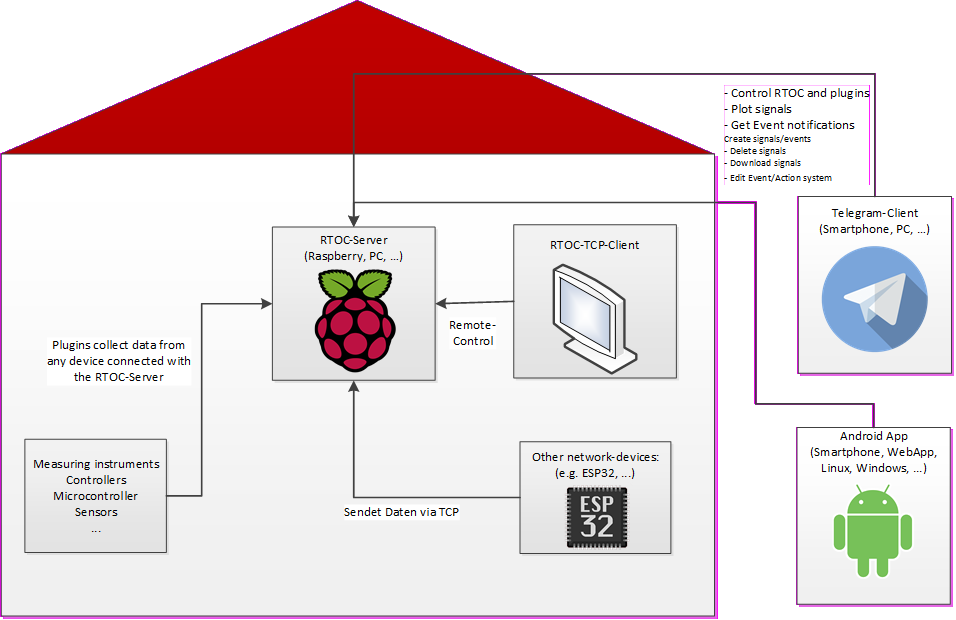 - Control RTOC and plugins
- Plot signals
- Get Event notifications
Create signals/events
- Delete signals
- Download signals
- Edit Event/Action system
Telegram-Client
(Smartphone, PC, ...)
RTOC-Server
(Raspberry, PC, ...)
RTOC-TCP-Client
Remote-
Control
Plugins collect data from
any device connected with
the RTOC-Server
Measuring instruments
Controllers
Microcontroller
Sensors
...
Other network-devices:
(e.g. ESP32, ...)
ESP
32
Sendet Daten via TCP
Android App
(Smartphone, WebApp,
Linux, Windows, ...)